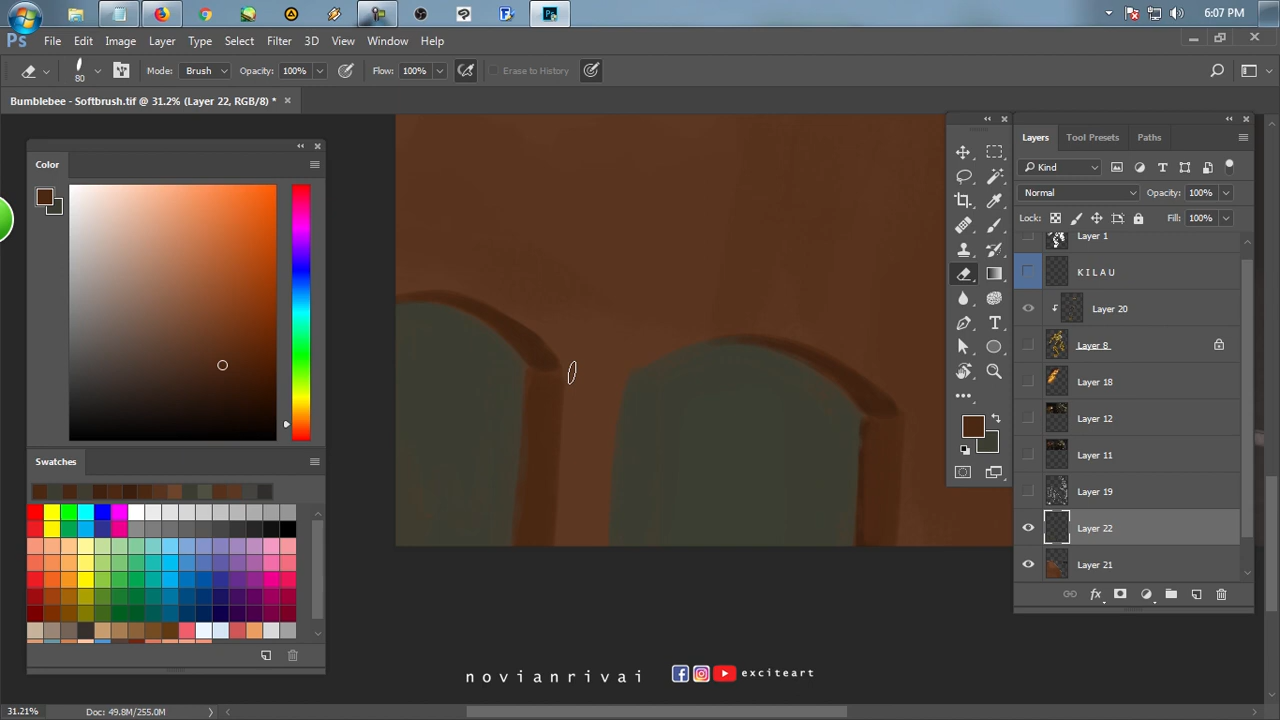 6:07 PM
Ps File Edit Image Layer Type Select Filter 3D View Window Help
80 Mode: Brush Opacity: 100% Flow: 100% Erase to History
Bumblebee - Softbrush.tif @ 31.2% (Layer 22, RGB/8) *
Color
Swatches
Layers Tool Presets Paths
Kind
Normal Opacity: 100%
Lock: Fill: 100%
Layer 1
K I L A U
Layer 20
Layer 8
Layer 18
Layer 12
Layer 11
Layer 19
Layer 22
Layer 21
fx
novianrivai exciteart
31.21% Doc: 49.8M/255.0M